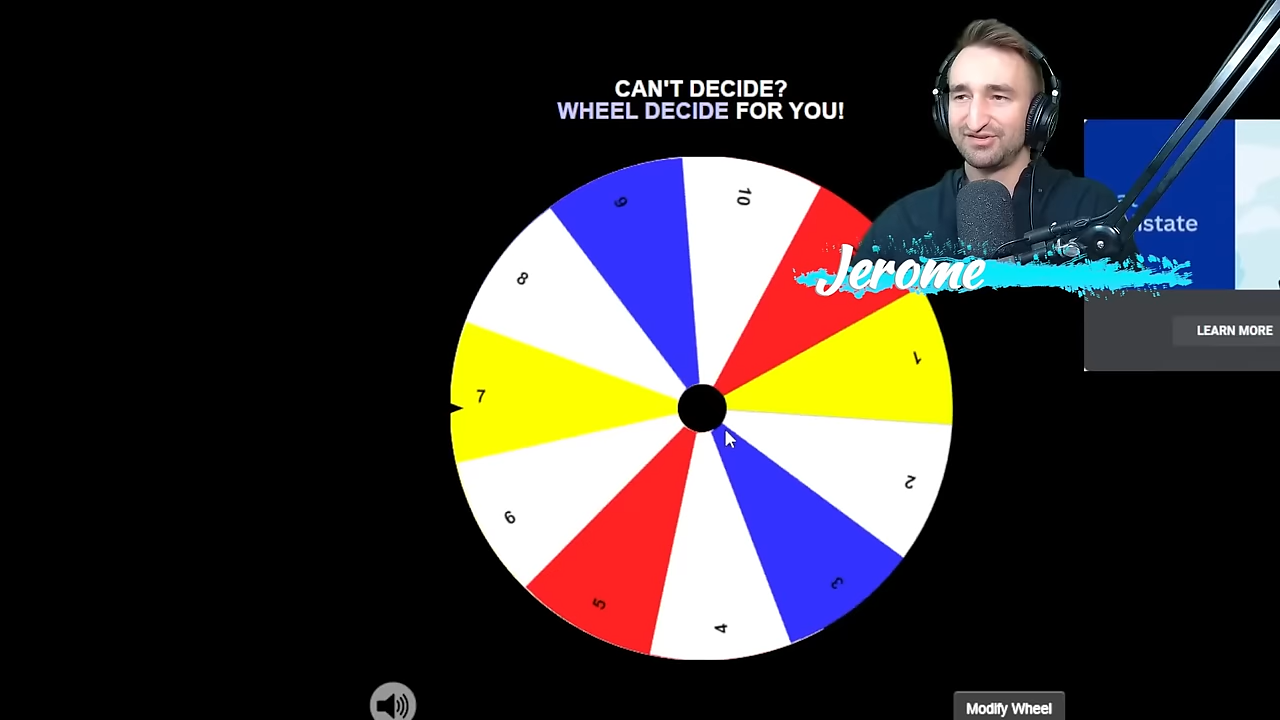 CAN'T DECIDE?
WHEEL DECIDE FOR YOU!
10
9
8
7
6
5
4
3
2
1
Jerome
state
LEARN MORE
Modify Wheel